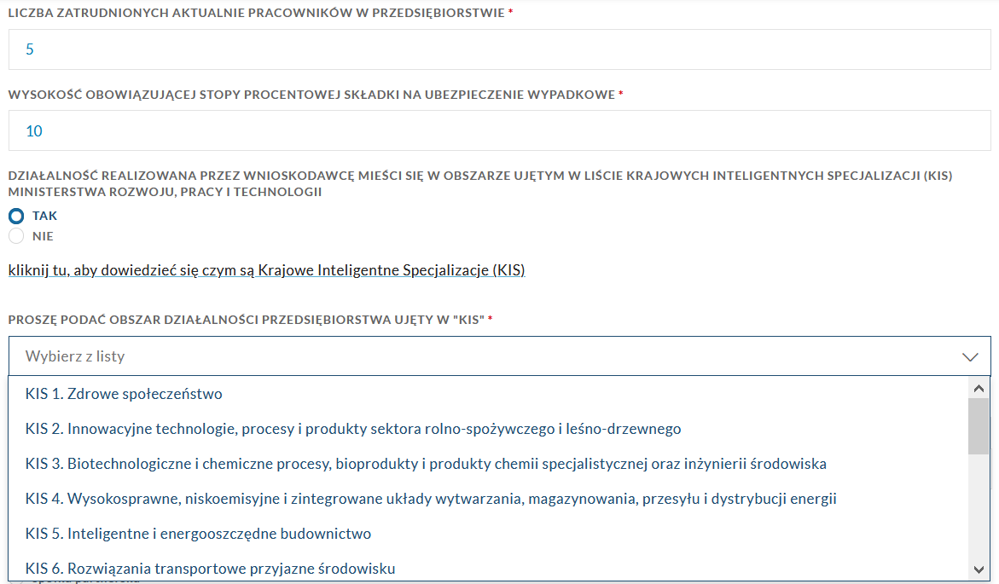 LICZBA ZATRUDNIONYCH AKTUALNIE PRACOWNIKÓW W PRZEDSIĘBIORSTWIE *
5
WYSOKOŚĆ OBOWIĄZUJĄCEJ STOPY PROCENTOWEJ SKŁADKI NA UBEZPIECZENIE WYPADKOWE *
10
DZIAŁALNOŚĆ REALIZOWANA PRZEZ WNIOSKODAWCĘ MIEŚCI SIĘ W OBSZARZE UJĘTYM W LIŚCIE KRAJOWYCH INTELIGENTNYCH SPECJALIZACJI (KIS)
MINISTERSTWA ROZWOJU, PRACY I TECHNOLOGII
TAK
NIE
kliknij tu, aby dowiedzieć się czym są Krajowe Inteligentne Specjalizacje (KIS)
PROSZĘ PODAĆ OBSZAR DZIAŁALNOŚCI PRZEDSIĘBIORSTWA UJĘTY W "KIS" *
Wybierz z listy
KIS 1. Zdrowe społeczeństwo
KIS 2. Innowacyjne technologie, procesy i produkty sektora rolno-spożywczego i leśno-drzewnego
KIS 3. Biotechnologiczne i chemiczne procesy, bioprodukty i produkty chemii specjalistycznej oraz inżynierii środowiska
KIS 4. Wysokosprawne, niskoemisyjne i zintegrowane układy wytwarzania, magazynowania, przesyłu i dystrybucji energii
KIS 5. Inteligentne i energooszczędne budownictwo
KIS 6. Rozwiązania transportowe przyjazne środowisku